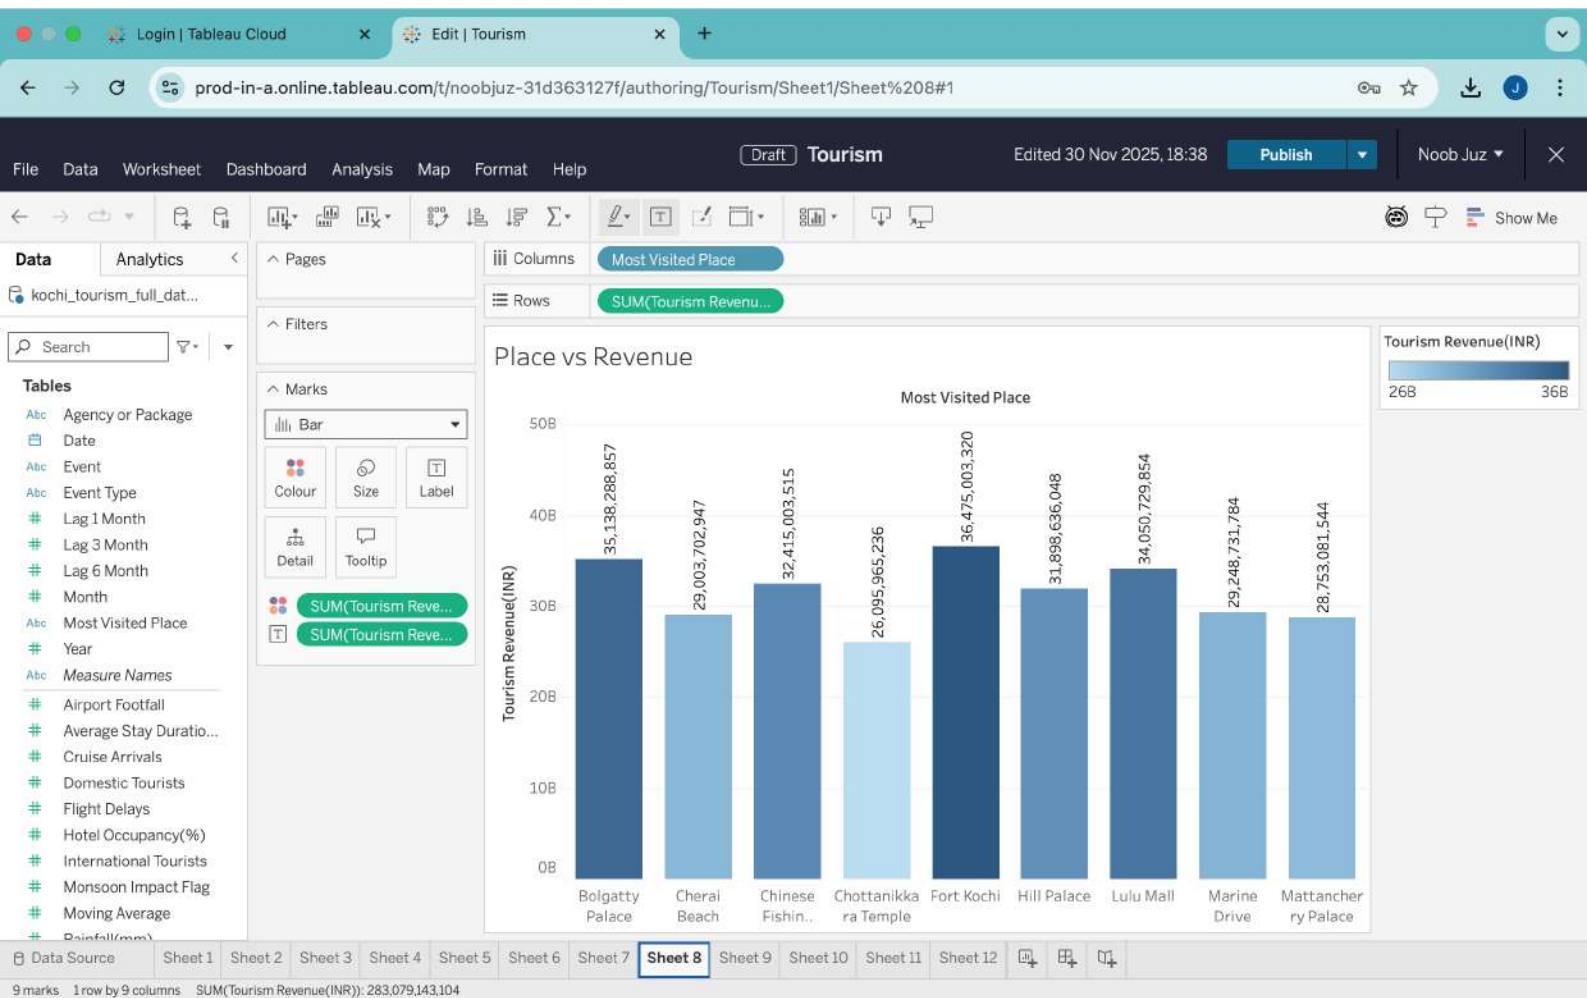 Login | Tableau Cloud
Edit | Tourism
prod-in-a.online.tableau.com/t/noobjuz-31d363127f/authoring/Tourism/Sheet1/Sheet%208#1
J
File Data Worksheet Dashboard Analysis Map Format Help
Draft Tourism
Edited 30 Nov 2025, 18:38
Publish
Noob Juz
Show Me
Data Analytics
kochi_tourism_full_dat...
Search
Tables
Abc Agency or Package
Date
Abc Event
Abc Event Type
# Lag 1 Month
# Lag 3 Month
# Lag 6 Month
# Month
Abc Most Visited Place
# Year
Abc Measure Names
# Airport Footfall
# Average Stay Duratio...
# Cruise Arrivals
# Domestic Tourists
# Flight Delays
# Hotel Occupancy(%)
# International Tourists
# Monsoon Impact Flag
# Moving Average
# Rainfall(mm)
Pages
Filters
Marks
Bar
Colour Size Label
Detail Tooltip
SUM(Tourism Reve...
SUM(Tourism Reve...
Columns Most Visited Place
Rows SUM(Tourism Revenu...
Place vs Revenue
Most Visited Place
Tourism Revenue(INR)
50B
40B
30B
20B
10B
0B
35,138,288,857
29,003,702,947
32,415,003,515
26,095,965,236
36,475,003,320
31,898,636,048
34,050,729,854
29,248,731,784
28,753,081,544
Bolgatty Palace
Cherai Beach
Chinese Fishin..
Chottanikka ra Temple
Fort Kochi
Hill Palace
Lulu Mall
Marine Drive
Mattancher ry Palace
Tourism Revenue(INR)
26B 36B
Data Source Sheet 1 Sheet 2 Sheet 3 Sheet 4 Sheet 5 Sheet 6 Sheet 7 Sheet 8 Sheet 9 Sheet 10 Sheet 11 Sheet 12
9 marks 1 row by 9 columns SUM(Tourism Revenue(INR)): 283,079,143,104